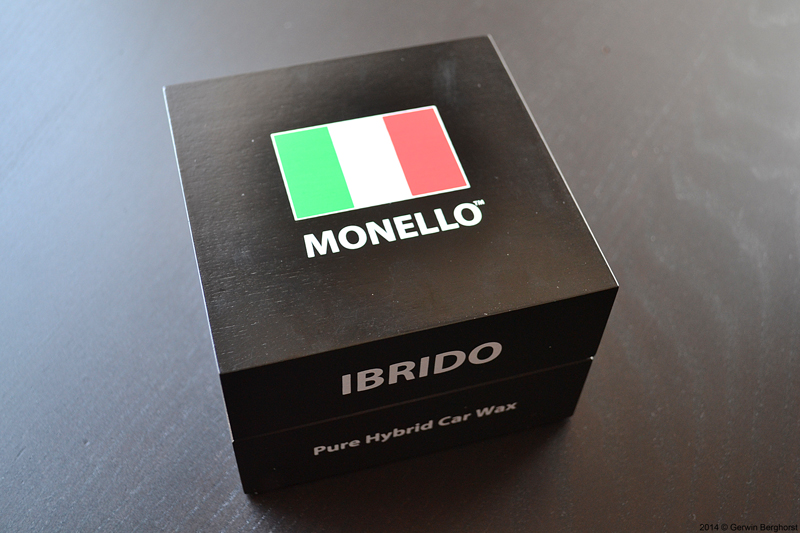 MONELLO™
IBRIDO
Pure Hybrid Car Wax
2014 © Gerwin Berghorst